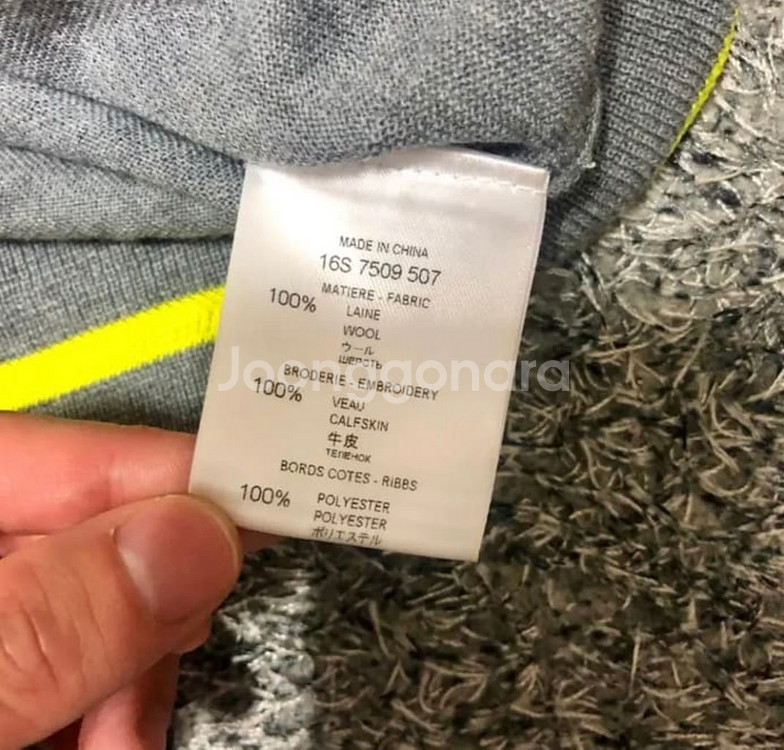 MADE IN CHINA
16S 7509 507
MATIERE - FABRIC
100% LAINE
WOOL
ウール
шерсть
BRODERIE - EMBROIDERY
100% VEAU
CALFSKIN
牛皮
теленок
BORDS COTES - RIBBS
100% POLYESTER
POLYESTER
ポリエステル
Joonggonara